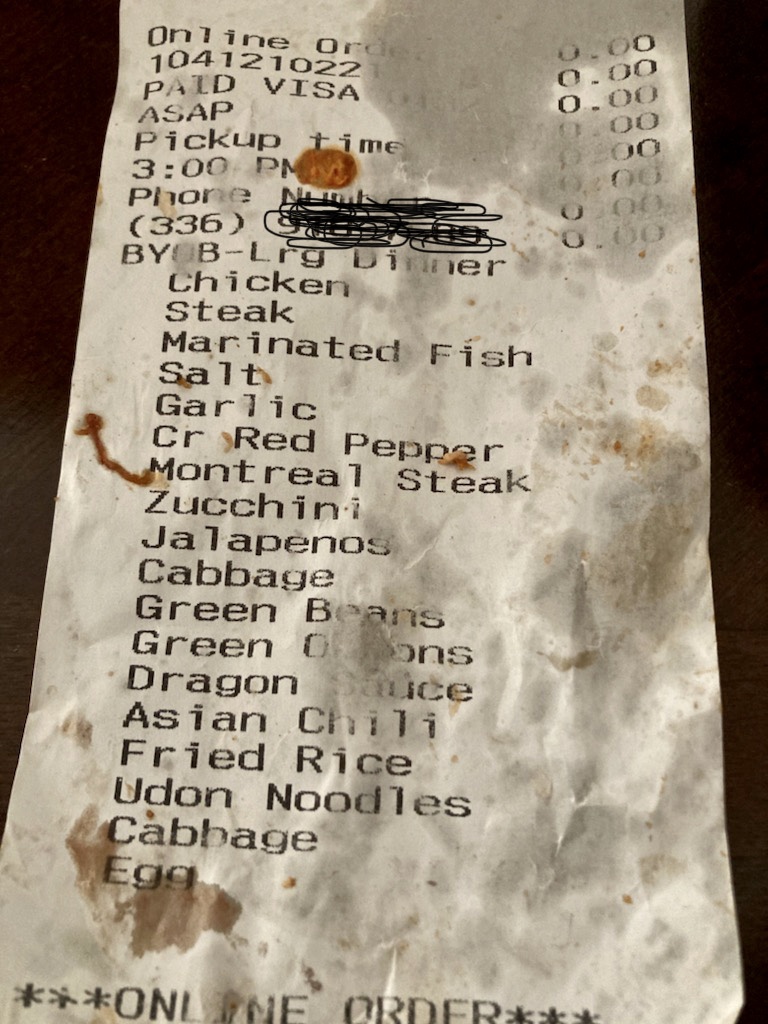 Online 0.00
104121022 0.00
PAID VISA 0.00
ASAP 0.00
Pickup time 0.00
3:00 PM 0.00
Phone 0.00
(336) 0.00
BYOB-Lrg Dinner
Chicken
Steak
Marinated Fish
Salt
Garlic
Cr Red Pepper
Montreal Steak
Zucchini
Jalapenos
Cabbage
Green Beans
Green Onions
Dragon Sauce
Asian Chili
Fried Rice
Udon Noodles
Cabbage
Egg
***ONLINE ORDER***